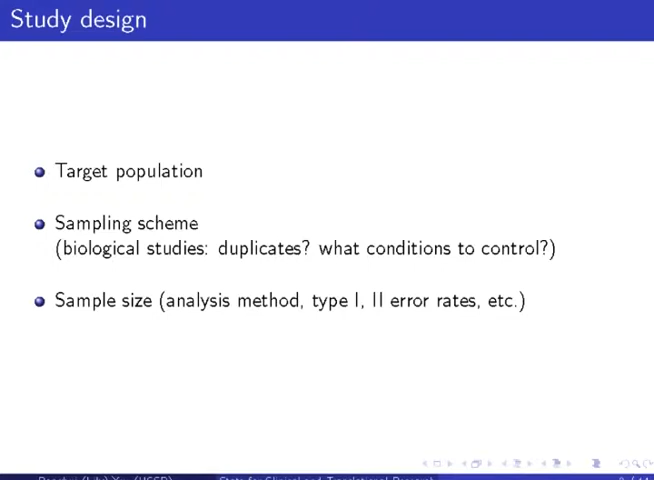 Study design
Target population
Sampling scheme
(biological studies: duplicates? what conditions to control?)
Sample size (analysis method, type I, II error rates, etc.)